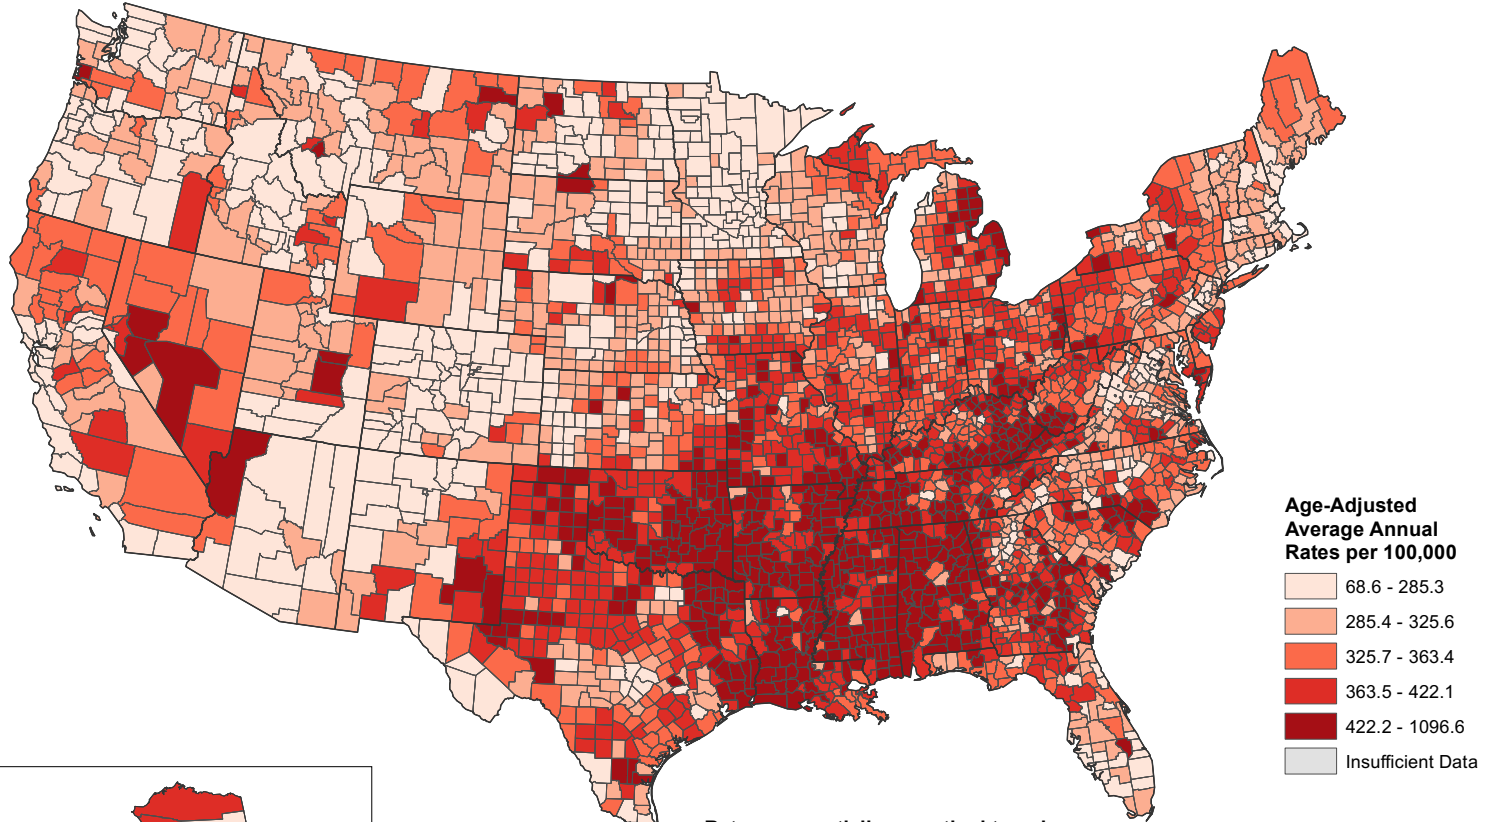 Age-Adjusted
Average Annual
Rates per 100,000
68.6 - 285.3
285.4 - 325.6
325.7 - 363.4
363.5 - 422.1
422.2 - 1096.6
Insufficient Data